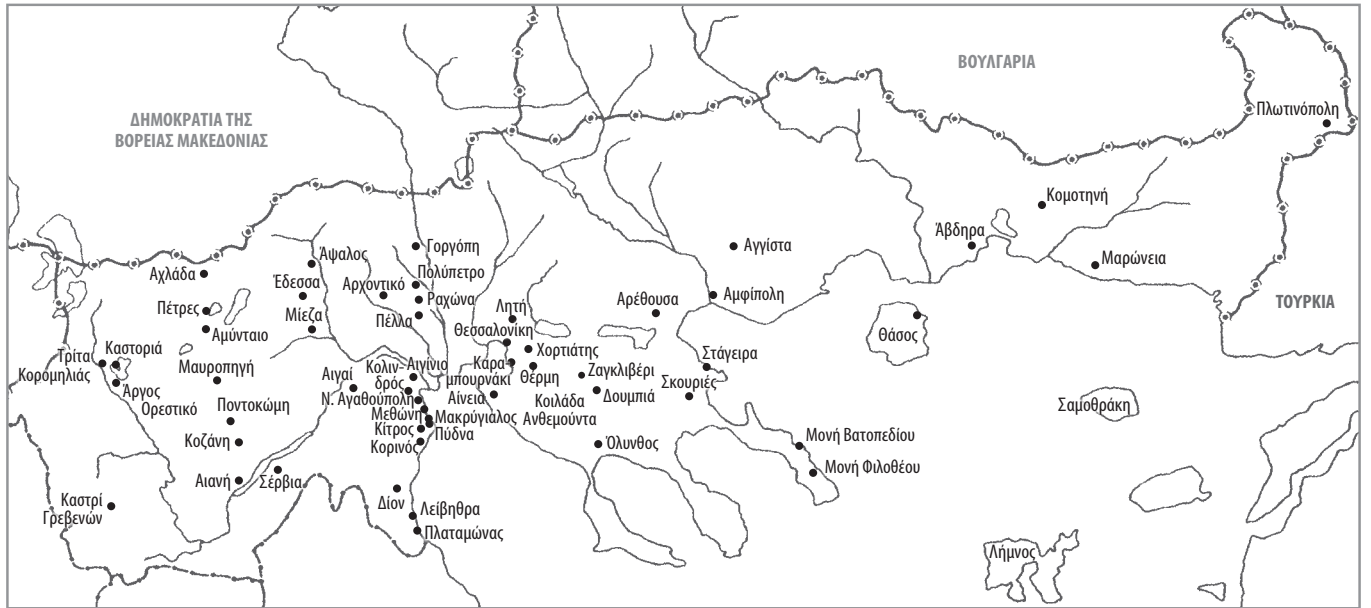 ΒΟΥΛΓΑΡΙΑ
ΔΗΜΟΚΡΑΤΙΑ ΤΗΣ
ΒΟΡΕΙΑΣ ΜΑΚΕΔΟΝΙΑΣ
Πλωτινόπολη
Κομοτηνή
Άβδηρα
Μαρώνεια
ΤΟΥΡΚΙΑ
Αχλάδα
Άψαλος
Γοργόπη
Αγγίστα
Έδεσσα
Αρχοντικό
Πολύπετρο
Ραχώνα
Αμφίπολη
Πέτρες
Μίεζα
Πέλλα
Λητή
Αρέθουσα
Θάσος
Αμύνταιο
Θεσσαλονίκη
Χορτιάτης
Στάγειρα
Τρίτα
Κορομηλιάς
Καστοριά
Μαυροπηγή
Αιγαί
Κολιν-
δρός
Αιγίνιο
Καρα-
μπουρνάκι
Θέρμη
Ζαγκλιβέρι
Σκουριές
Άργος
Ορεστικό
Ν. Αγαθούπολη
Αίνεια
Κοιλάδα
Ανθεμούντα
Δουμπιά
Σαμοθράκη
Ποντοκώμη
Μεθώνη
Μακρύγιαλος
Κίτρος
Πύδνα
Κοζάνη
Κορινός
Όλυνθος
Μονή Βατοπεδίου
Αιανή
Σέρβια
Μονή Φιλοθέου
Καστρί
Γρεβενών
Δίον
Λείβηθρα
Πλαταμώνας
Λήμνος